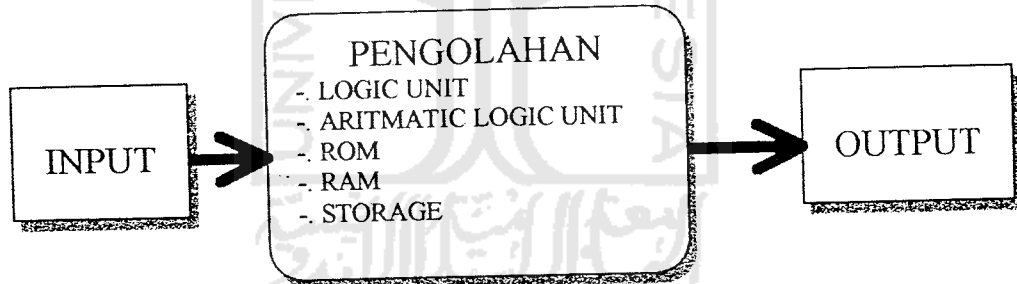 INPUT
PENGOLAHAN
-. LOGIC UNIT
-. ARITMATIC LOGIC UNIT
-. ROM
-. RAM
-. STORAGE
OUTPUT